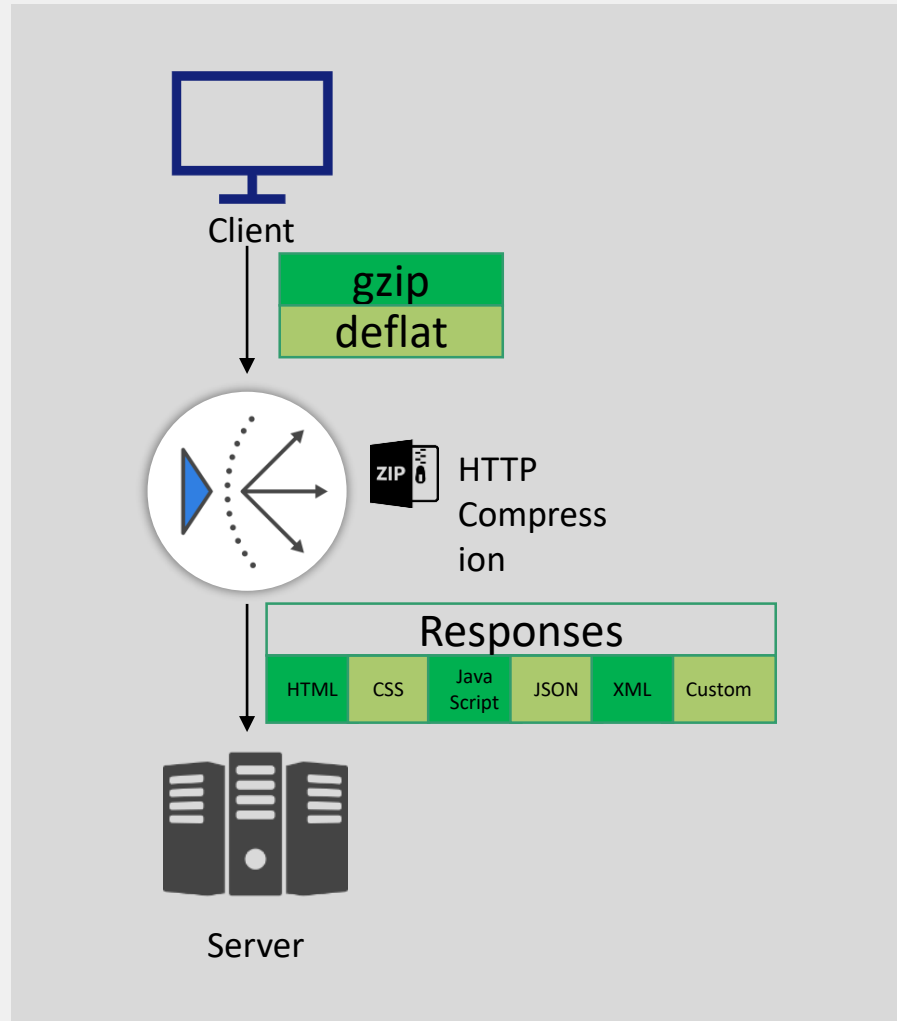 Client
gzip
deflat
ZIP
HTTP
Compress
ion
Responses
HTML
CSS
Java
Script
JSON
XML
Custom
Server